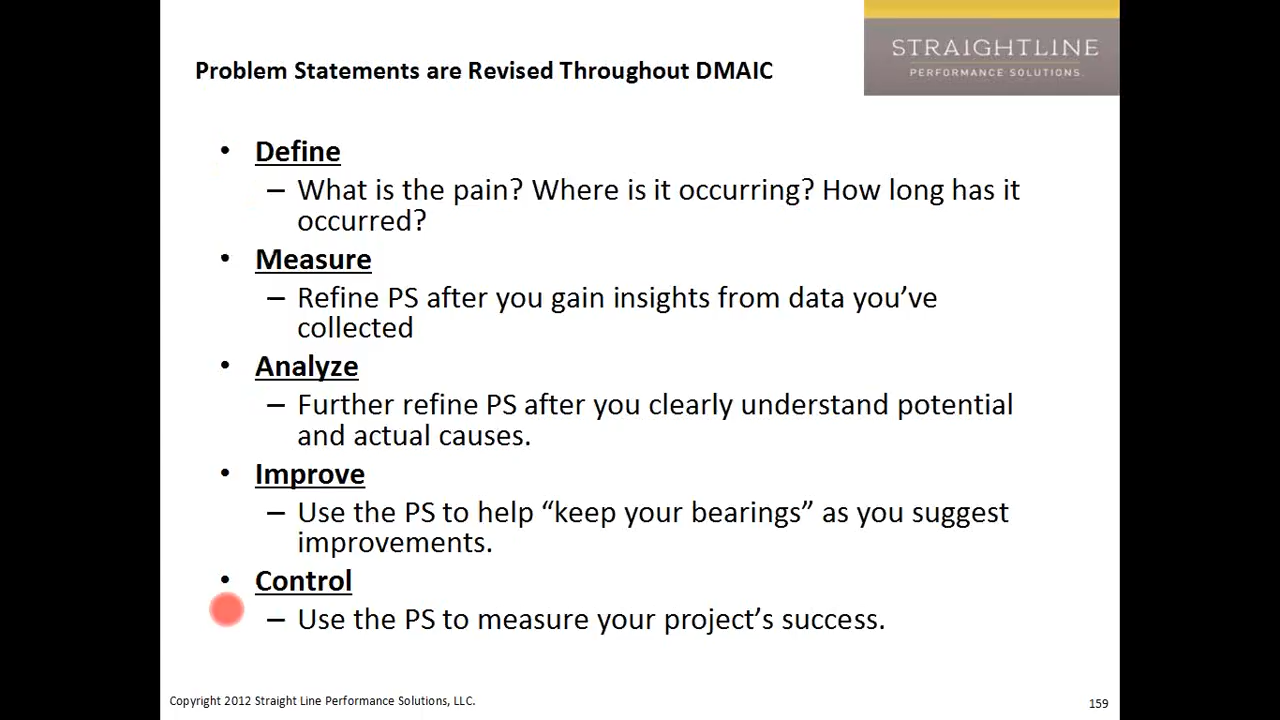 STRAIGHTLINE
PERFORMANCE SOLUTIONS.
Problem Statements are Revised Throughout DMAIC
• Define
– What is the pain? Where is it occurring? How long has it
occurred?
• Measure
– Refine PS after you gain insights from data you’ve
collected
• Analyze
– Further refine PS after you clearly understand potential
and actual causes.
• Improve
– Use the PS to help “keep your bearings” as you suggest
improvements.
• Control
– Use the PS to measure your project’s success.
Copyright 2012 Straight Line Performance Solutions, LLC.
159